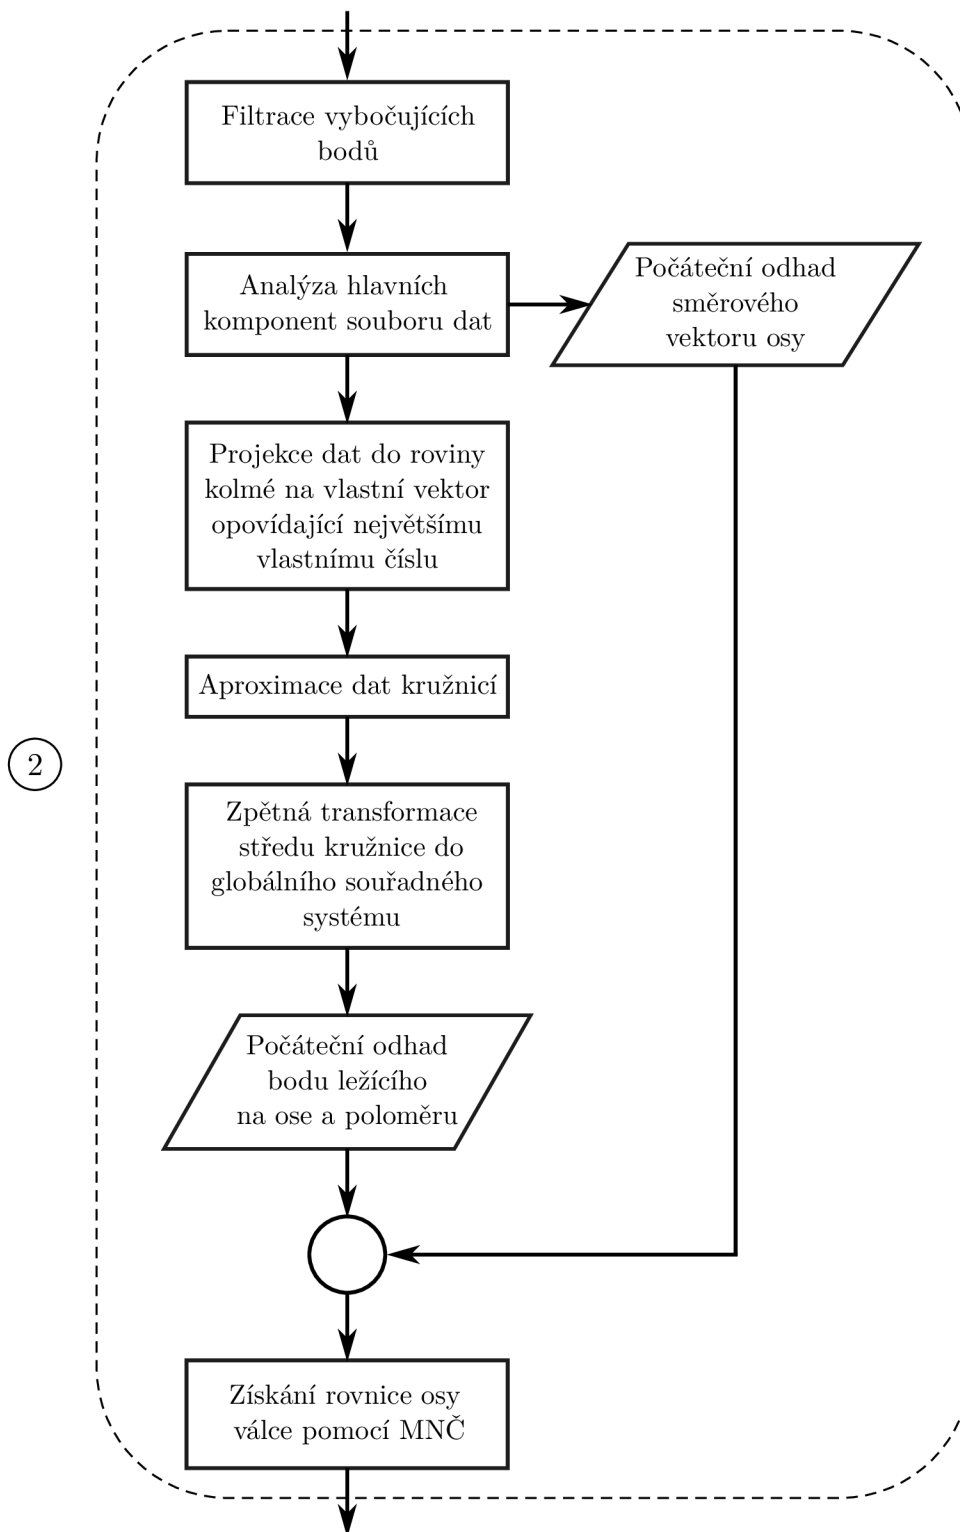 Filtrace vybočujících
bodů
Analýza hlavních
komponent souboru dat
Počáteční odhad
směrového
vektoru osy
Projekce dat do roviny
kolmé na vlastní vektor
opovídající největšímu
vlastnímu číslu
Aproximace dat kružnicí
2
Zpětná transformace
středu kružnice do
globálního souřadného
systému
Počáteční odhad
bodu ležícího
na ose a poloměru
Získání rovnice osy
válce pomocí MNČ